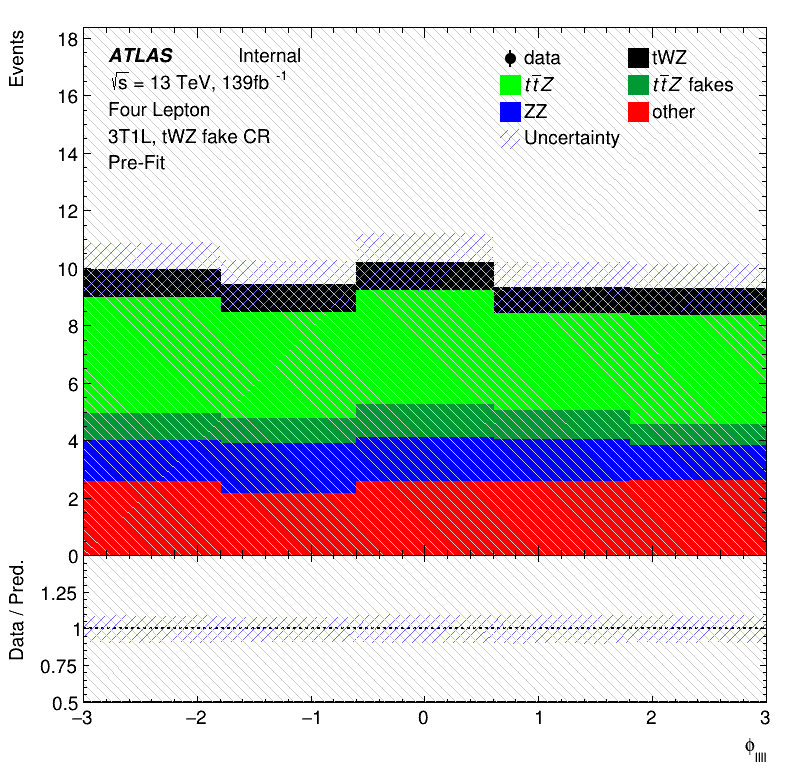 Events
18
16
14
12
10
8
6
4
2
0
ATLAS Internal
√s = 13 TeV, 139fb⁻¹
Four Lepton
3T1L, tWZ fake CR
Pre-Fit
data
tWZ
tt̄Z
tt̄Z fakes
ZZ
other
Uncertainty
Data / Pred.
1.25
1
0.75
0.5
−3 −2 −1 0 1 2 3
ϕ_llll